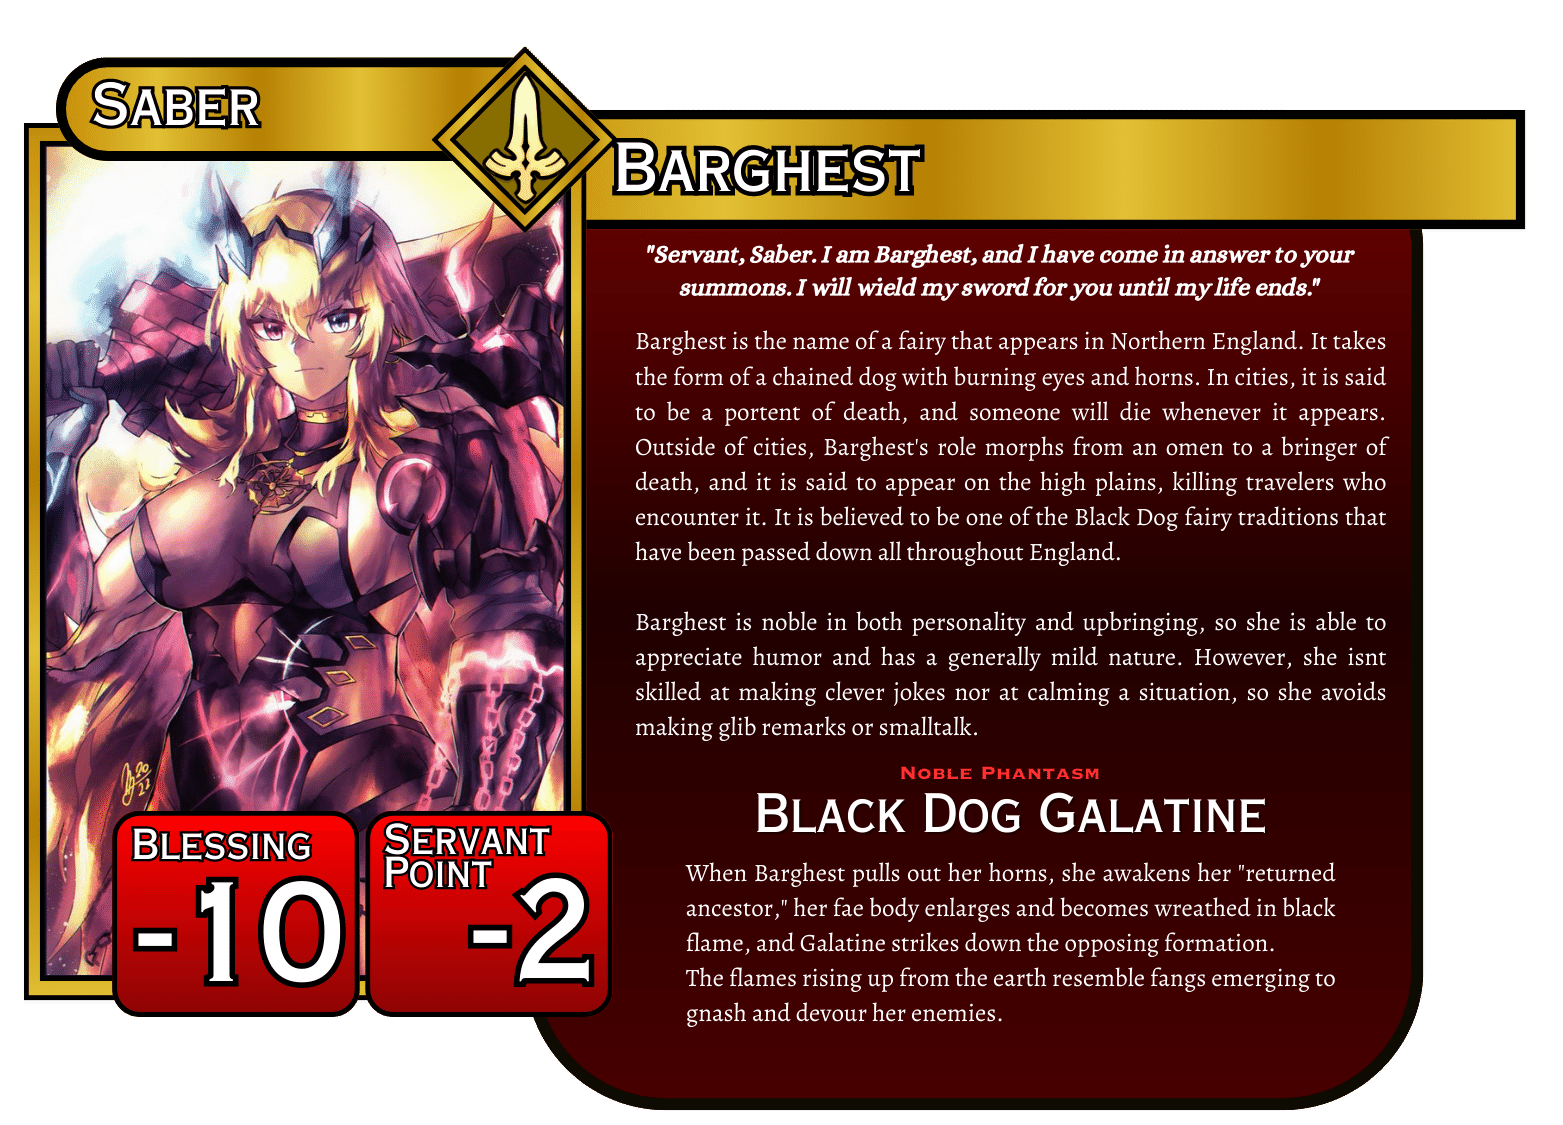 SABER
BARGHEST
"Servant, Saber. I am Barghest, and I have come in answer to your
summons. I will wield my sword for you until my life ends."
Barghest is the name of a fairy that appears in Northern England. It takes
the form of a chained dog with burning eyes and horns. In cities, it is said
to be a portent of death, and someone will die whenever it appears.
Outside of cities, Barghest's role morphs from an omen to a bringer of
death, and it is said to appear on the high plains, killing travelers who
encounter it. It is believed to be one of the Black Dog fairy traditions that
have been passed down all throughout England.
Barghest is noble in both personality and upbringing, so she is able to
appreciate humor and has a generally mild nature. However, she isnt
skilled at making clever jokes nor at calming a situation, so she avoids
making glib remarks or smalltalk.
NOBLE PHANTASM
BLACK DOG GALATINE
When Barghest pulls out her horns, she awakens her "returned
ancestor," her fae body enlarges and becomes wreathed in black
flame, and Galatine strikes down the opposing formation.
The flames rising up from the earth resemble fangs emerging to
gnash and devour her enemies.
BLESSING
-10
SERVANT
POINT
-2